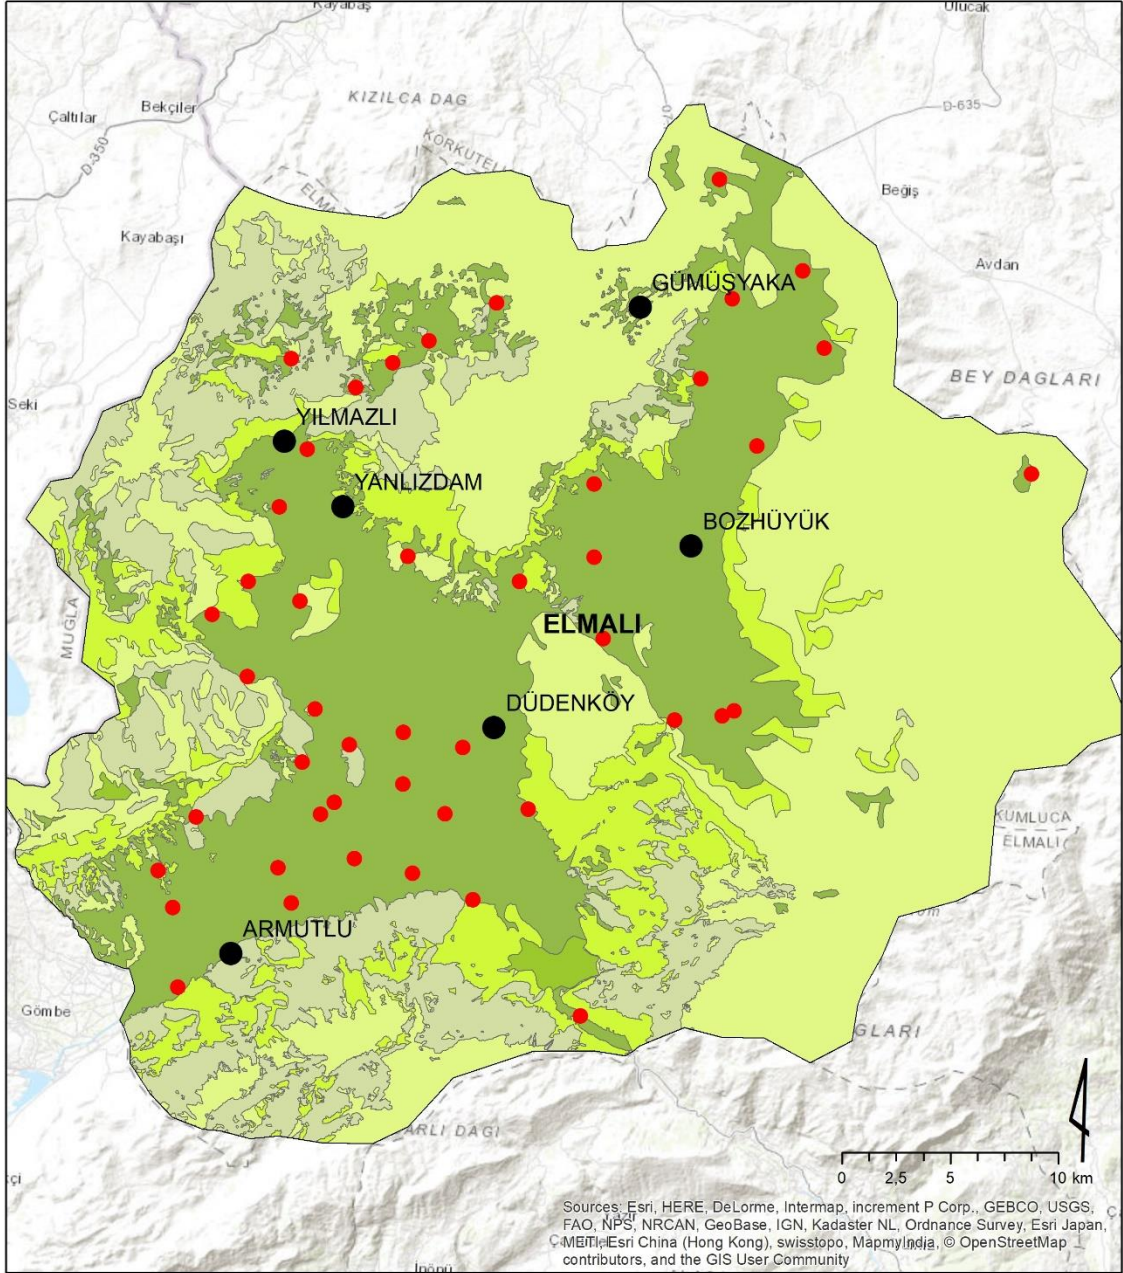 Kayabaş
Ulucak
KIZILCA DAG
Bekçiler
Çaltılar
D-350
D-635
07
KORKUTELI
ELMALI
Beğiş
Kayabaşı
Avdan
GÜMÜŞYAKA
BEY DAGLARI
Seki
YILMAZLI
YANLIZDAM
BOZHÜYÜK
MUGLA
ELMALI
DÜDENKÖY
KUMLUCA
ELMALI
ARMUTLU
Gömbe
GLARI
ARLI DAGI
0 2,5 5 10 km
Sources: Esri, HERE, DeLorme, Intermap, increment P Corp., GEBCO, USGS,
FAO, NPS, NRCAN, GeoBase, IGN, Kadaster NL, Ordnance Survey, Esri Japan,
METI, Esri China (Hong Kong), swisstopo, MapmyIndia, © OpenStreetMap
contributors, and the GIS User Community
İnönü